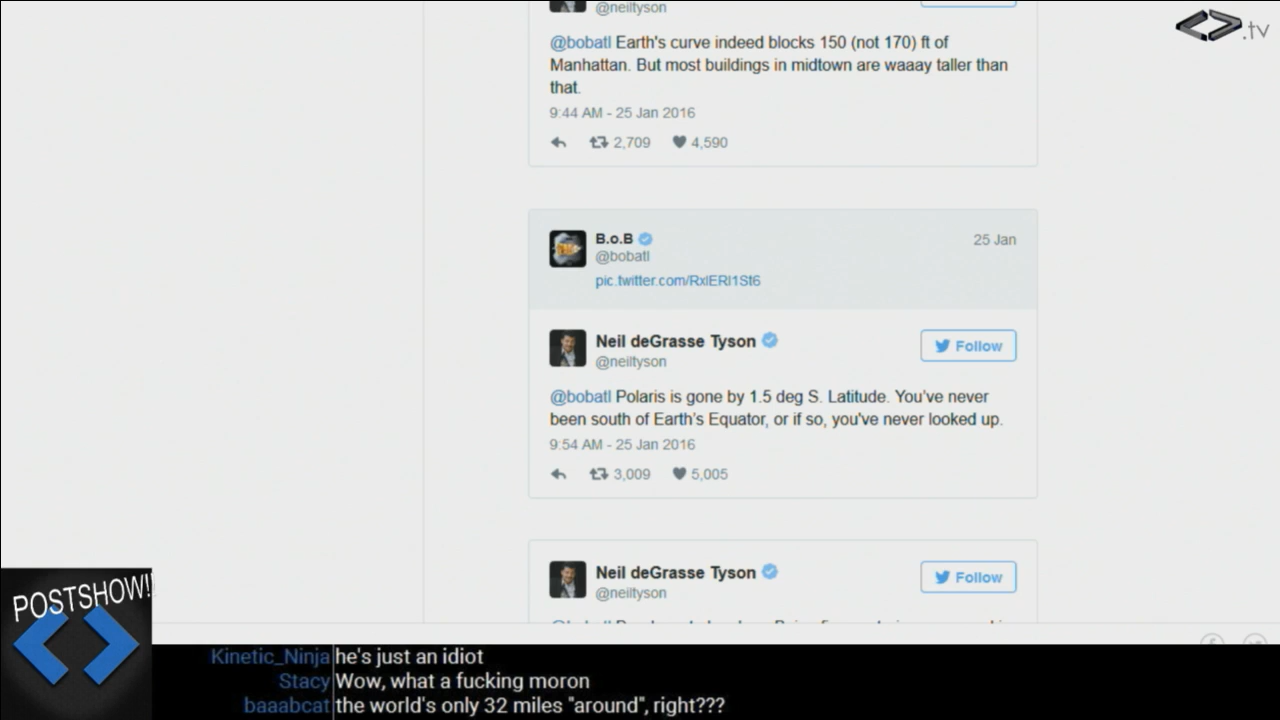 @neiltyson
.tv
@bobatl Earth's curve indeed blocks 150 (not 170) ft of
Manhattan. But most buildings in midtown are waaay taller than
that.
9:44 AM - 25 Jan 2016
2,709 4,590
B.o.B 25 Jan
@bobatl
pic.twitter.com/RxlERl1St6
Neil deGrasse Tyson Follow
@neiltyson
@bobatl Polaris is gone by 1.5 deg S. Latitude. You've never
been south of Earth's Equator, or if so, you've never looked up.
9:54 AM - 25 Jan 2016
3,009 5,005
Neil deGrasse Tyson Follow
@neiltyson
POSTSHOW!!
Kinetic_Ninja he's just an idiot
Stacy Wow, what a fucking moron
baaabcat the world's only 32 miles "around", right???